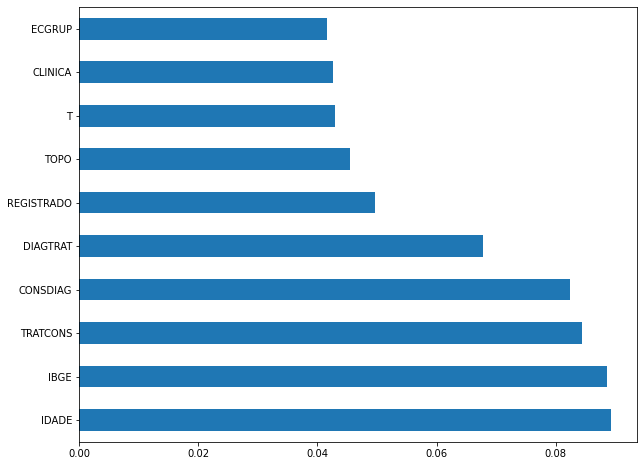 ECGRUP
CLINICA
T
TOPO
REGISTRADO
DIAGTRAT
CONSDIAG
TRATCONS
IBGE
IDADE
0.00 0.02 0.04 0.06 0.08